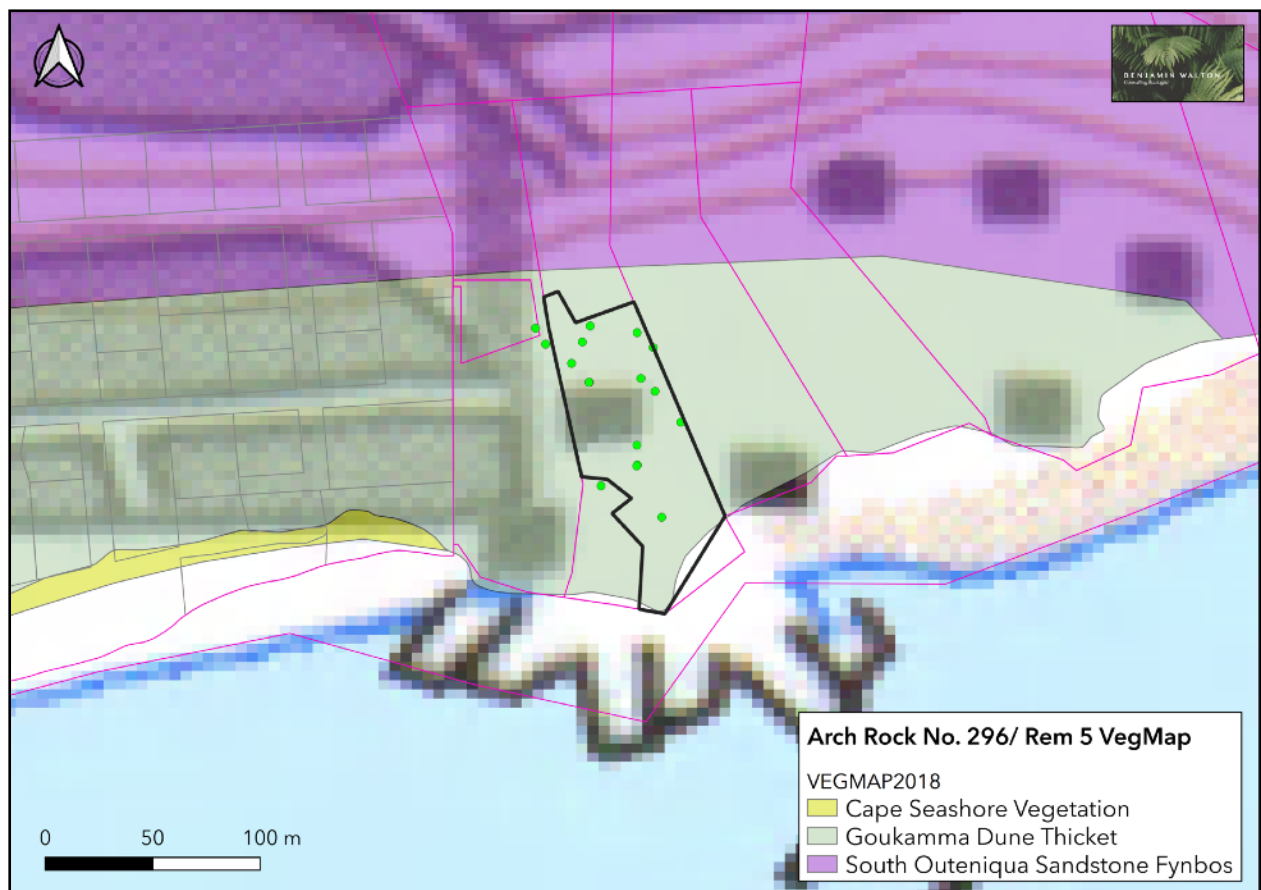 BENJAMIN WALTON
Arch Rock No. 296/ Rem 5 VegMap
VEGMAP2018
Cape Seashore Vegetation
Goukamma Dune Thicket
South Outeniqua Sandstone Fynbos
0 50 100 m